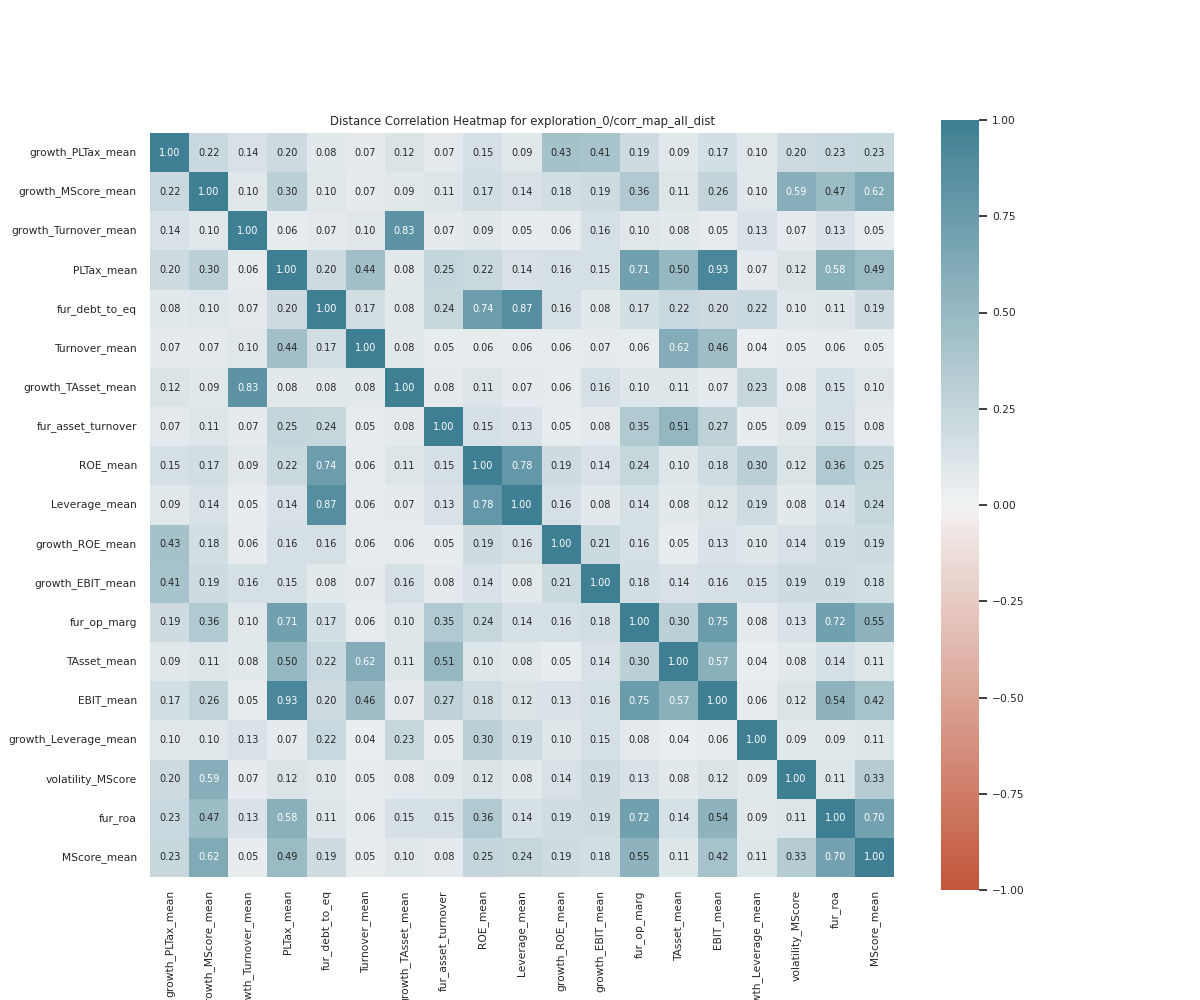 Distance Correlation Heatmap for exploration_0/corr_map_all_dist
growth_PLTax_mean 1.00 0.22 0.14 0.20 0.08 0.07 0.12 0.07 0.15 0.09 0.43 0.41 0.19 0.09 0.17 0.10 0.20 0.23 0.23
growth_MScore_mean 0.22 1.00 0.10 0.30 0.10 0.07 0.09 0.11 0.17 0.14 0.18 0.19 0.36 0.11 0.26 0.10 0.59 0.47 0.62
growth_Turnover_mean 0.14 0.10 1.00 0.06 0.07 0.10 0.83 0.07 0.09 0.05 0.06 0.16 0.10 0.08 0.05 0.13 0.07 0.13 0.05
PLTax_mean 0.20 0.30 0.06 1.00 0.20 0.44 0.08 0.25 0.22 0.14 0.16 0.15 0.71 0.50 0.93 0.07 0.12 0.58 0.49
fur_debt_to_eq 0.08 0.10 0.07 0.20 1.00 0.17 0.08 0.24 0.74 0.87 0.16 0.08 0.17 0.22 0.20 0.22 0.10 0.11 0.19
Turnover_mean 0.07 0.07 0.10 0.44 0.17 1.00 0.08 0.05 0.06 0.06 0.06 0.07 0.06 0.62 0.46 0.04 0.05 0.06 0.05
growth_TAsset_mean 0.12 0.09 0.83 0.08 0.08 0.08 1.00 0.08 0.11 0.07 0.06 0.16 0.10 0.11 0.07 0.23 0.08 0.15 0.10
fur_asset_turnover 0.07 0.11 0.07 0.25 0.24 0.05 0.08 1.00 0.15 0.13 0.05 0.08 0.35 0.51 0.27 0.05 0.09 0.15 0.08
ROE_mean 0.15 0.17 0.09 0.22 0.74 0.06 0.11 0.15 1.00 0.78 0.19 0.14 0.24 0.10 0.18 0.30 0.12 0.36 0.25
Leverage_mean 0.09 0.14 0.05 0.14 0.87 0.06 0.07 0.13 0.78 1.00 0.16 0.08 0.14 0.08 0.12 0.19 0.08 0.14 0.24
growth_ROE_mean 0.43 0.18 0.06 0.16 0.16 0.06 0.06 0.05 0.19 0.16 1.00 0.21 0.16 0.05 0.13 0.10 0.14 0.19 0.19
growth_EBIT_mean 0.41 0.19 0.16 0.15 0.08 0.07 0.16 0.08 0.14 0.08 0.21 1.00 0.18 0.14 0.16 0.15 0.19 0.19 0.18
fur_op_marg 0.19 0.36 0.10 0.71 0.17 0.06 0.10 0.35 0.24 0.14 0.16 0.18 1.00 0.30 0.75 0.08 0.13 0.72 0.55
TAsset_mean 0.09 0.11 0.08 0.50 0.22 0.62 0.11 0.51 0.10 0.08 0.05 0.14 0.30 1.00 0.57 0.04 0.08 0.14 0.11
EBIT_mean 0.17 0.26 0.05 0.93 0.20 0.46 0.07 0.27 0.18 0.12 0.13 0.16 0.75 0.57 1.00 0.06 0.12 0.54 0.42
growth_Leverage_mean 0.10 0.10 0.13 0.07 0.22 0.04 0.23 0.05 0.30 0.19 0.10 0.15 0.08 0.04 0.06 1.00 0.09 0.09 0.11
volatility_MScore 0.20 0.59 0.07 0.12 0.10 0.05 0.08 0.09 0.12 0.08 0.14 0.19 0.13 0.08 0.12 0.09 1.00 0.11 0.33
fur_roa 0.23 0.47 0.13 0.58 0.11 0.06 0.15 0.15 0.36 0.14 0.19 0.19 0.72 0.14 0.54 0.09 0.11 1.00 0.70
MScore_mean 0.23 0.62 0.05 0.49 0.19 0.05 0.10 0.08 0.25 0.24 0.19 0.18 0.55 0.11 0.42 0.11 0.33 0.70 1.00
growth_PLTax_mean
rowth_MScore_mean
wth_Turnover_mean
PLTax_mean
fur_debt_to_eq
Turnover_mean
growth_TAsset_mean
fur_asset_turnover
ROE_mean
Leverage_mean
growth_ROE_mean
growth_EBIT_mean
fur_op_marg
TAsset_mean
EBIT_mean
wth_Leverage_mean
volatility_MScore
fur_roa
MScore_mean
1.00
0.75
0.50
0.25
0.00
−0.25
−0.50
−0.75
−1.00